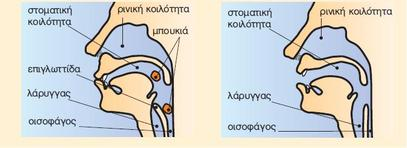 στοματική
κοιλότητα
ρινική κοιλότητα
μπουκιά
επιγλωττίδα
λάρυγγας
οισοφάγος
στοματική
κοιλότητα
ρινική κοιλότητα
λάρυγγας
οισοφάγος